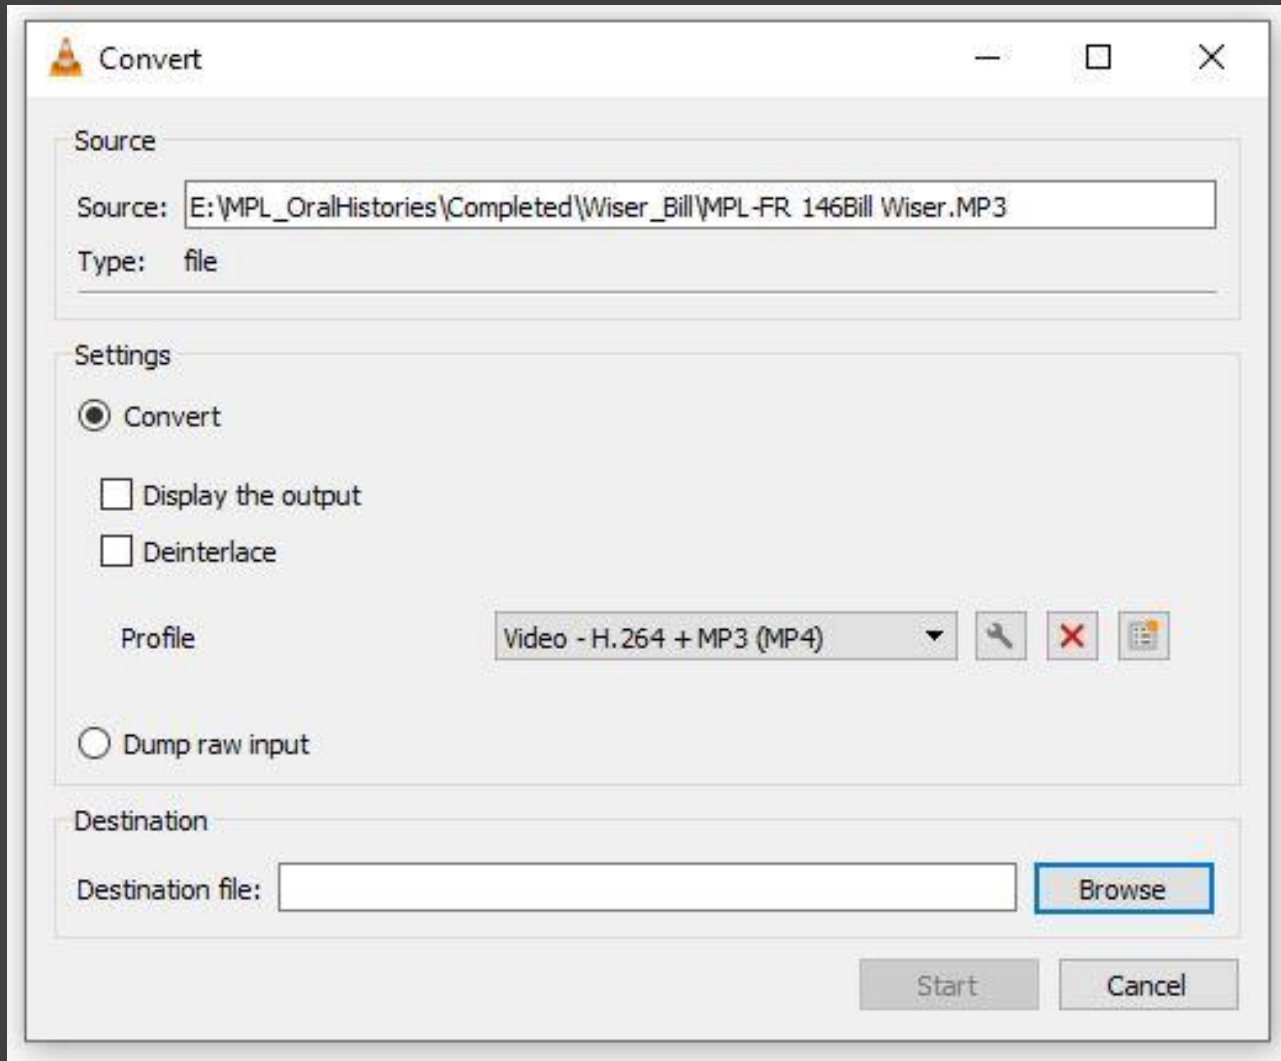 Convert
Source
Source: E:\MPL_OralHistories\Completed\Wiser_Bill\MPL-FR 146Bill Wiser.MP3
Type: file
Settings
Convert
Display the output
Deinterlace
Profile Video - H.264 + MP3 (MP4)
Dump raw input
Destination
Destination file: Browse
Start Cancel